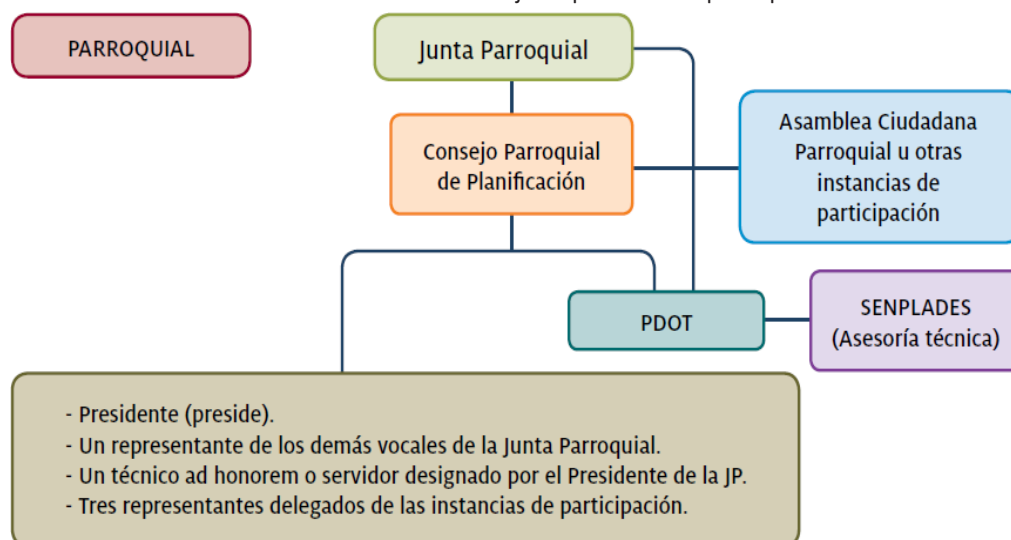 PARROQUIAL
Junta Parroquial
Consejo Parroquial
de Planificación
Asamblea Ciudadana
Parroquial u otras
instancias de
participación
PDOT
SENPLADES
(Asesoría técnica)
- Presidente (preside).
- Un representante de los demás vocales de la Junta Parroquial.
- Un técnico ad honorem o servidor designado por el Presidente de la JP.
- Tres representantes delegados de las instancias de participación.